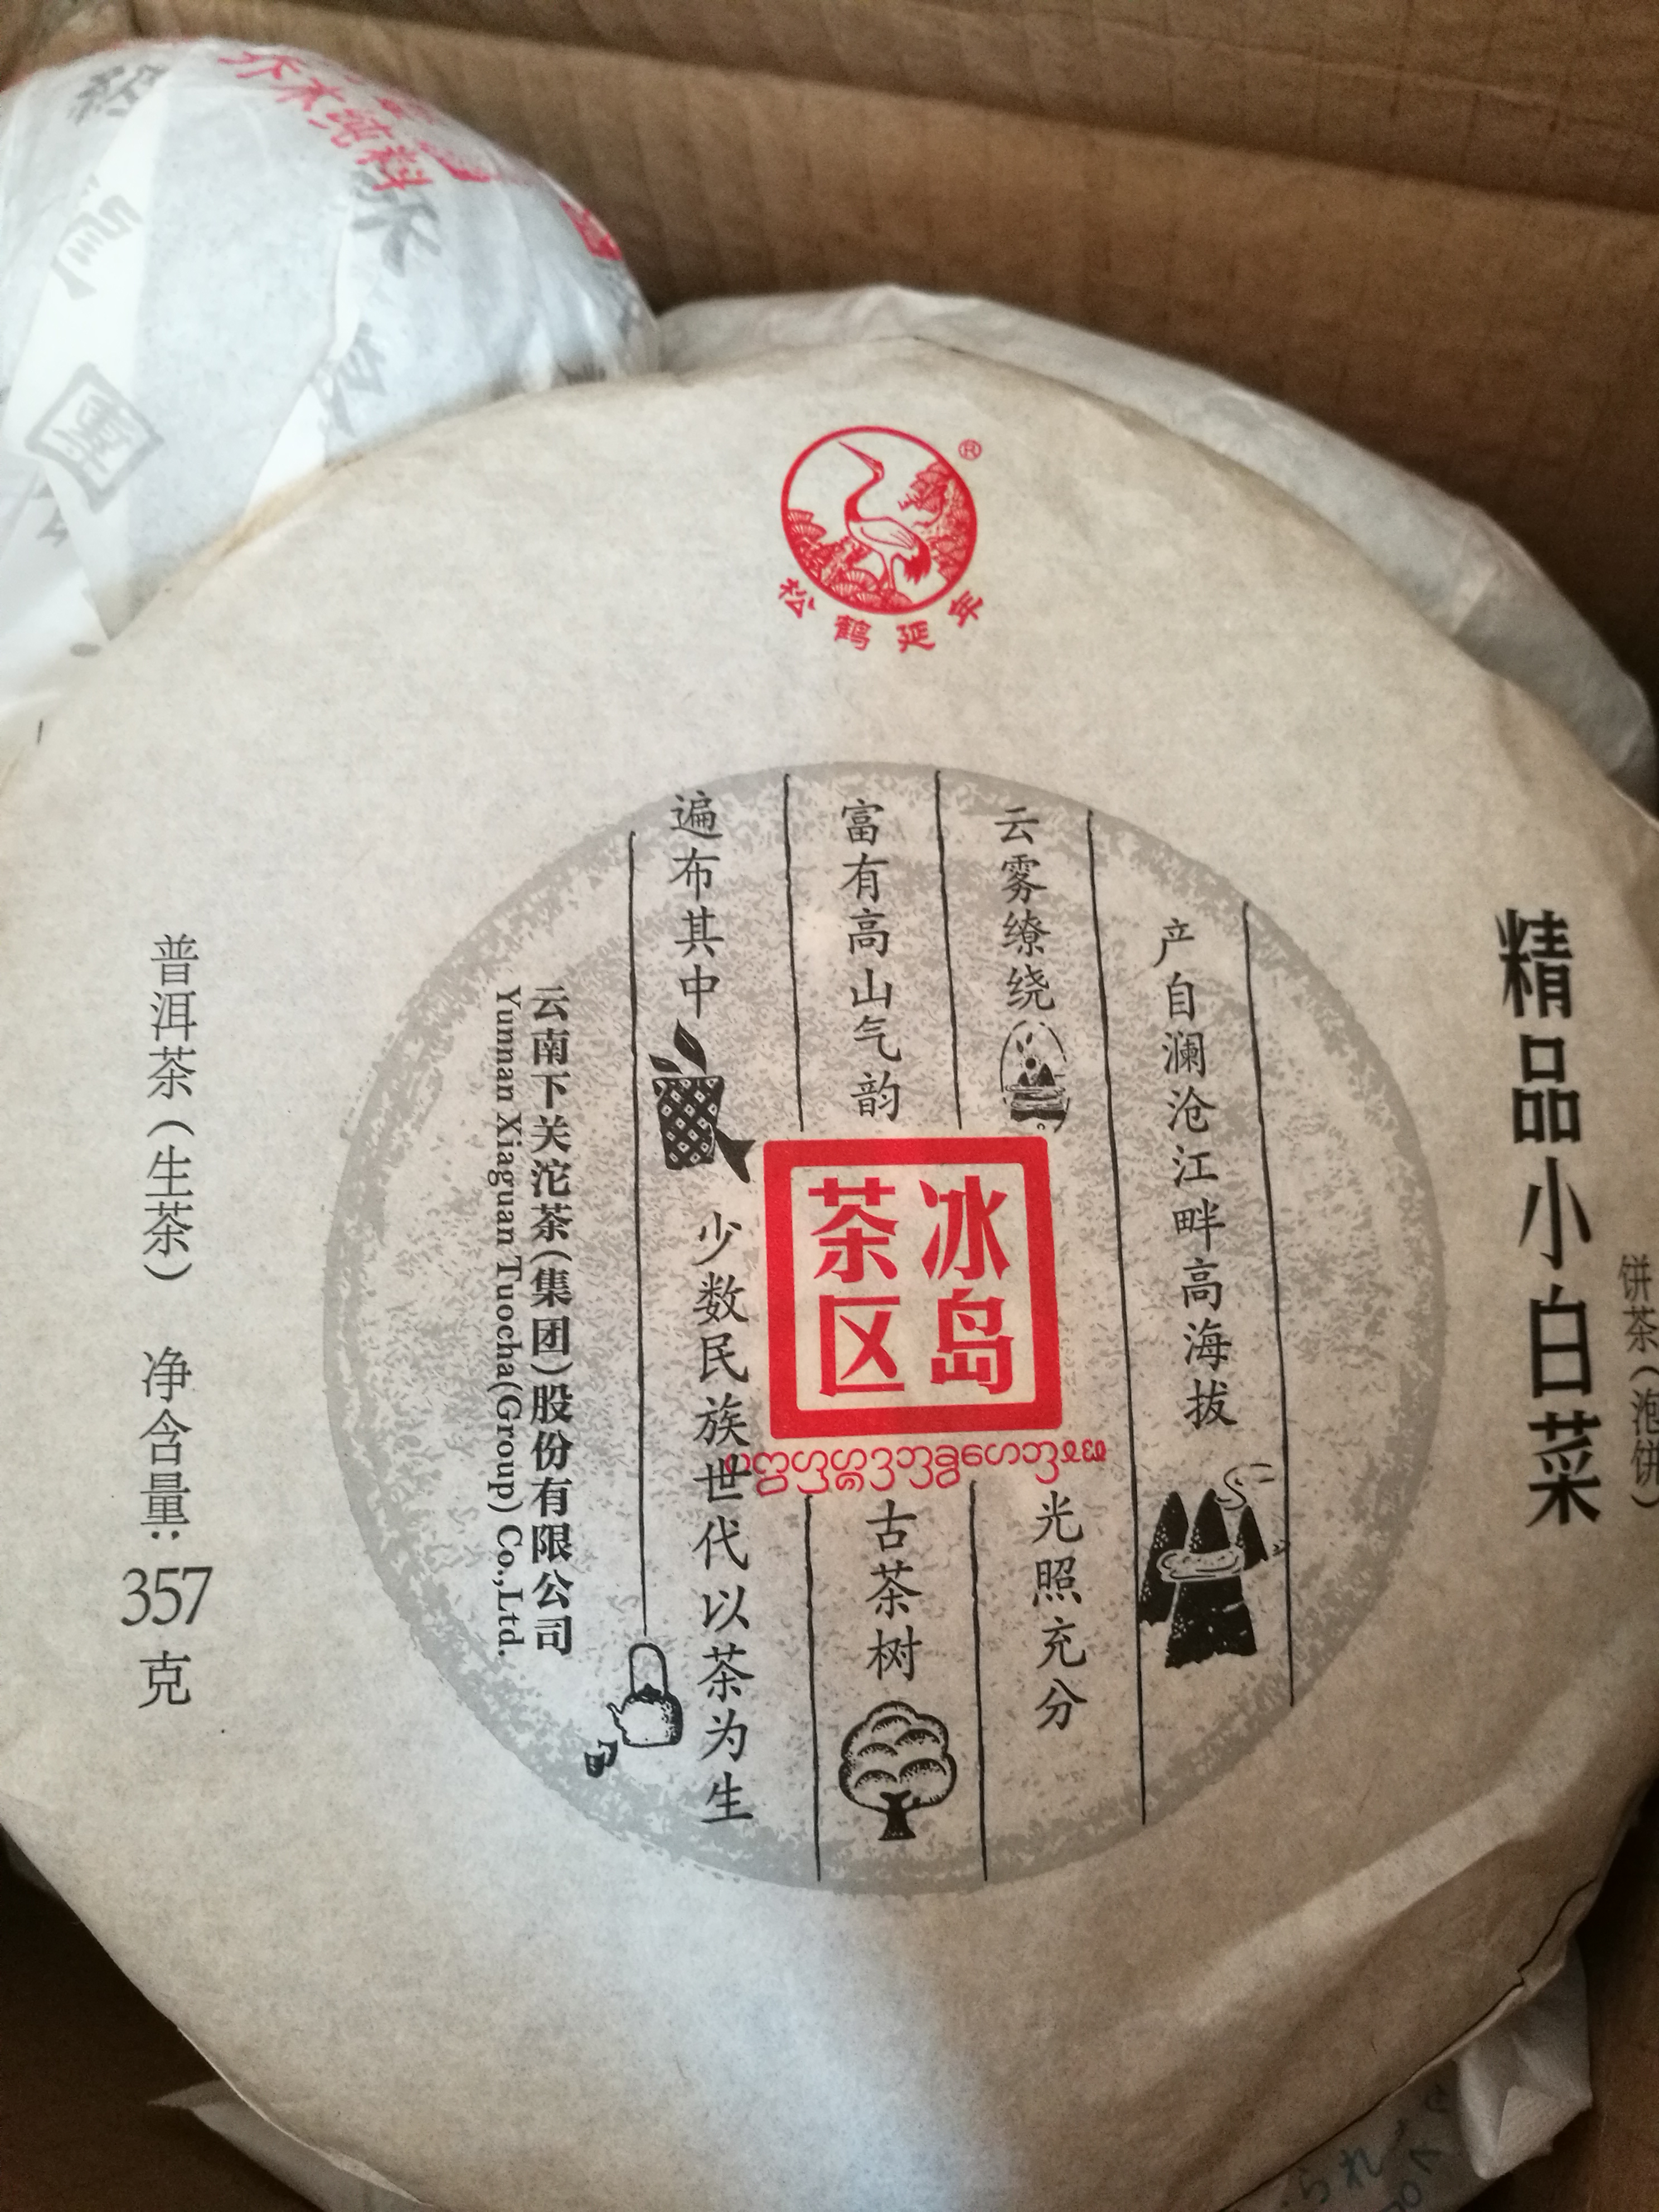 乔木纯料
®
松鹤延年
精品小白菜
饼茶(泡饼)
产自澜沧江畔高海拔
云雾缭绕
光照充分
富有高山气韵
古茶树
遍布其中
少数民族世代以茶为生
冰岛
茶区
云南下关沱茶(集团)股份有限公司
Yunnan Xiaguan Tuocha(Group) Co.,Ltd.
普洱茶(生茶) 净含量:357克